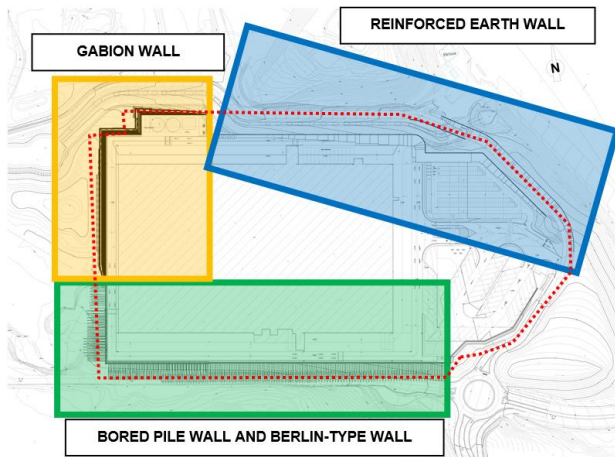 REINFORCED EARTH WALL
GABION WALL
N
BORED PILE WALL AND BERLIN-TYPE WALL